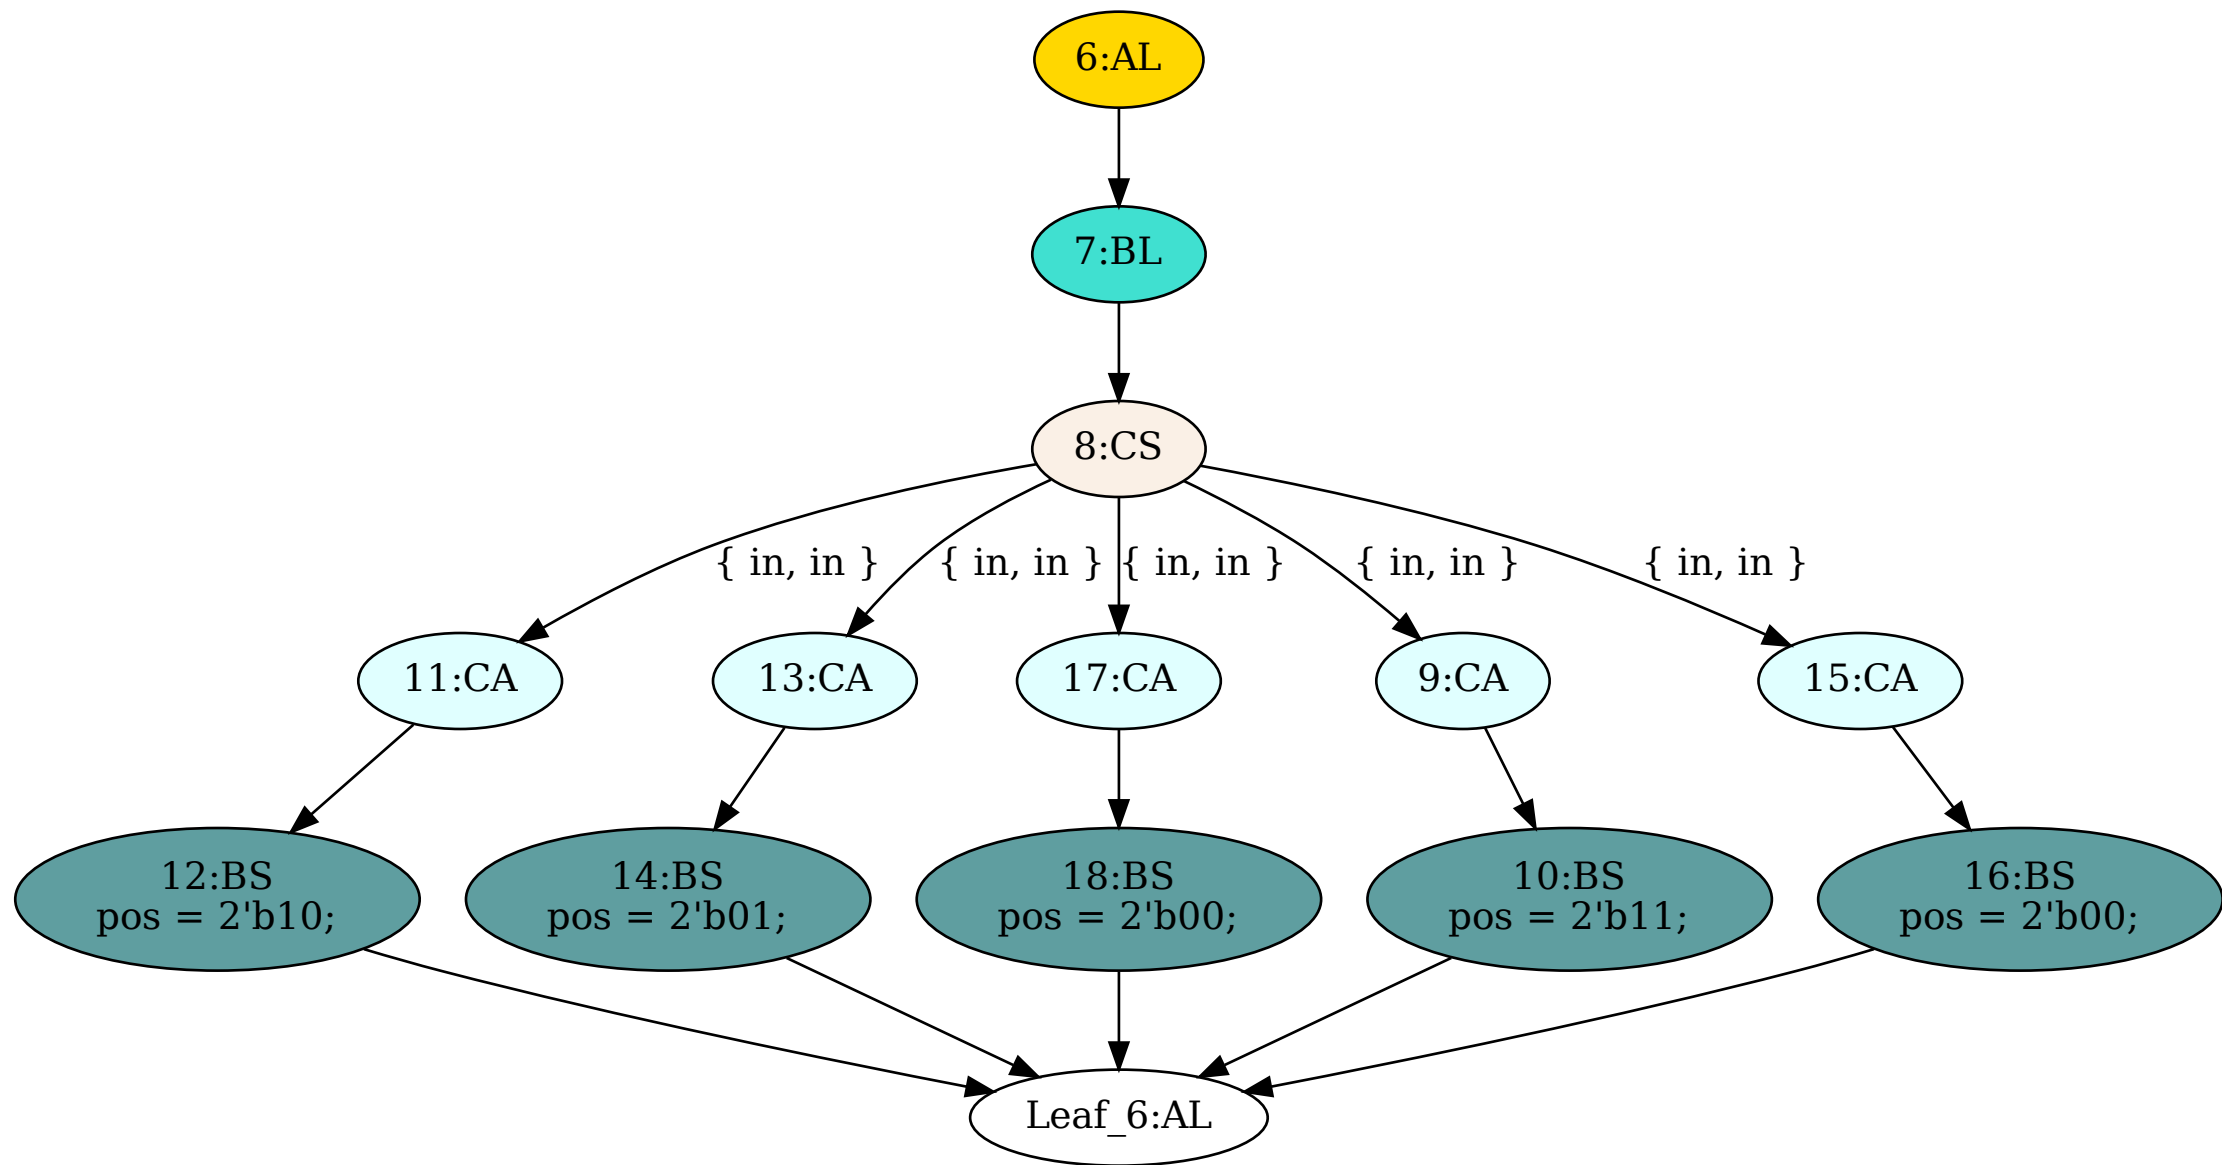 6:AL
7:BL
8:CS
{ in, in }
{ in, in }
{ in, in }
{ in, in }
{ in, in }
11:CA
13:CA
17:CA
9:CA
15:CA
12:BS
pos = 2'b10;
14:BS
pos = 2'b01;
18:BS
pos = 2'b00;
10:BS
pos = 2'b11;
16:BS
pos = 2'b00;
Leaf_6:AL